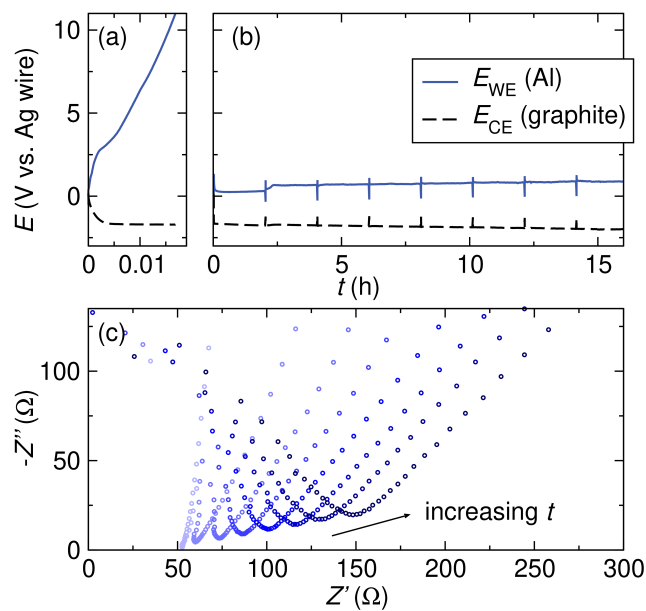 10
5
0
E (V vs. Ag wire)
(a)
(b)
E_WE (Al)
E_CE (graphite)
0
0.01
0
5
10
15
t (h)
(c)
100
50
0
-Z'' (Ω)
increasing t
0
50
100
150
200
250
300
Z' (Ω)